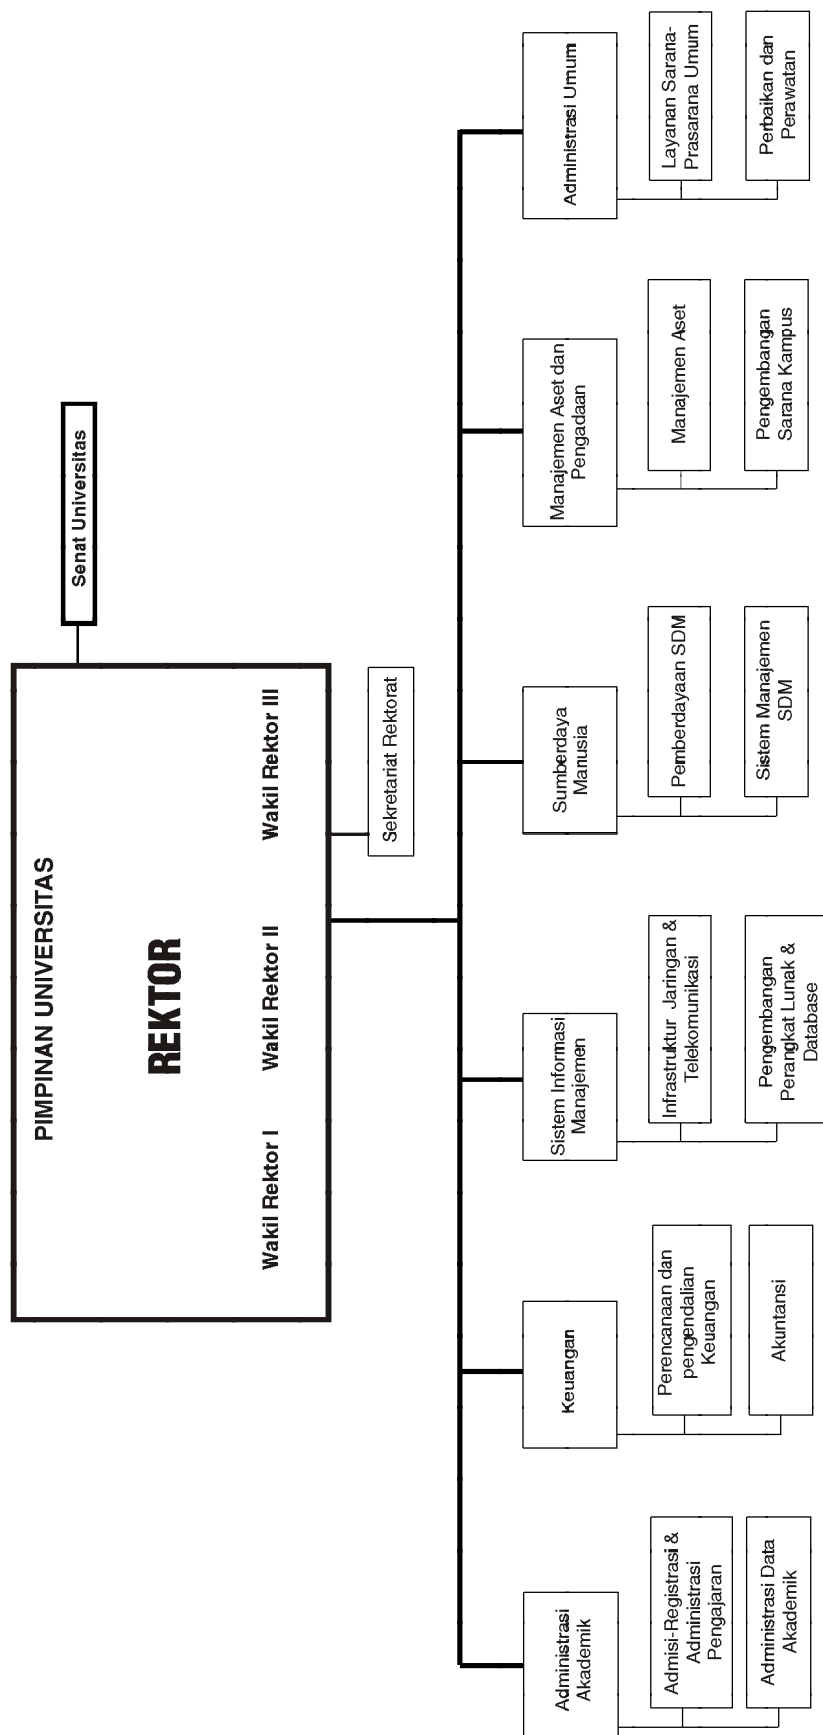 PIMPINAN UNIVERSITAS
REKTOR
Wakil Rektor I
Wakil Rektor II
Wakil Rektor III
Senat Universitas
Sekretariat Rektorat
Administrasi
Akademik
Admisi-Registrasi &
Administrasi
Pengajaran
Administrasi Data
Akademik
Keuangan
Perencanaan dan
pengendalian
Keuangan
Akuntansi
Sistem Informasi
Manajemen
Infrastruktur Jaringan &
Telekomunikasi
Pengembangan
Perangkat Lunak &
Database
Sumberdaya
Manusia
Pemberdayaan SDM
Sistem Manajemen
SDM
Manajemen Aset dan
Pengadaan
Manajemen Aset
Pengembangan
Sarana Kampus
Administrasi Umum
Layanan Sarana-
Prasarana Umum
Perbaikan dan
Perawatan